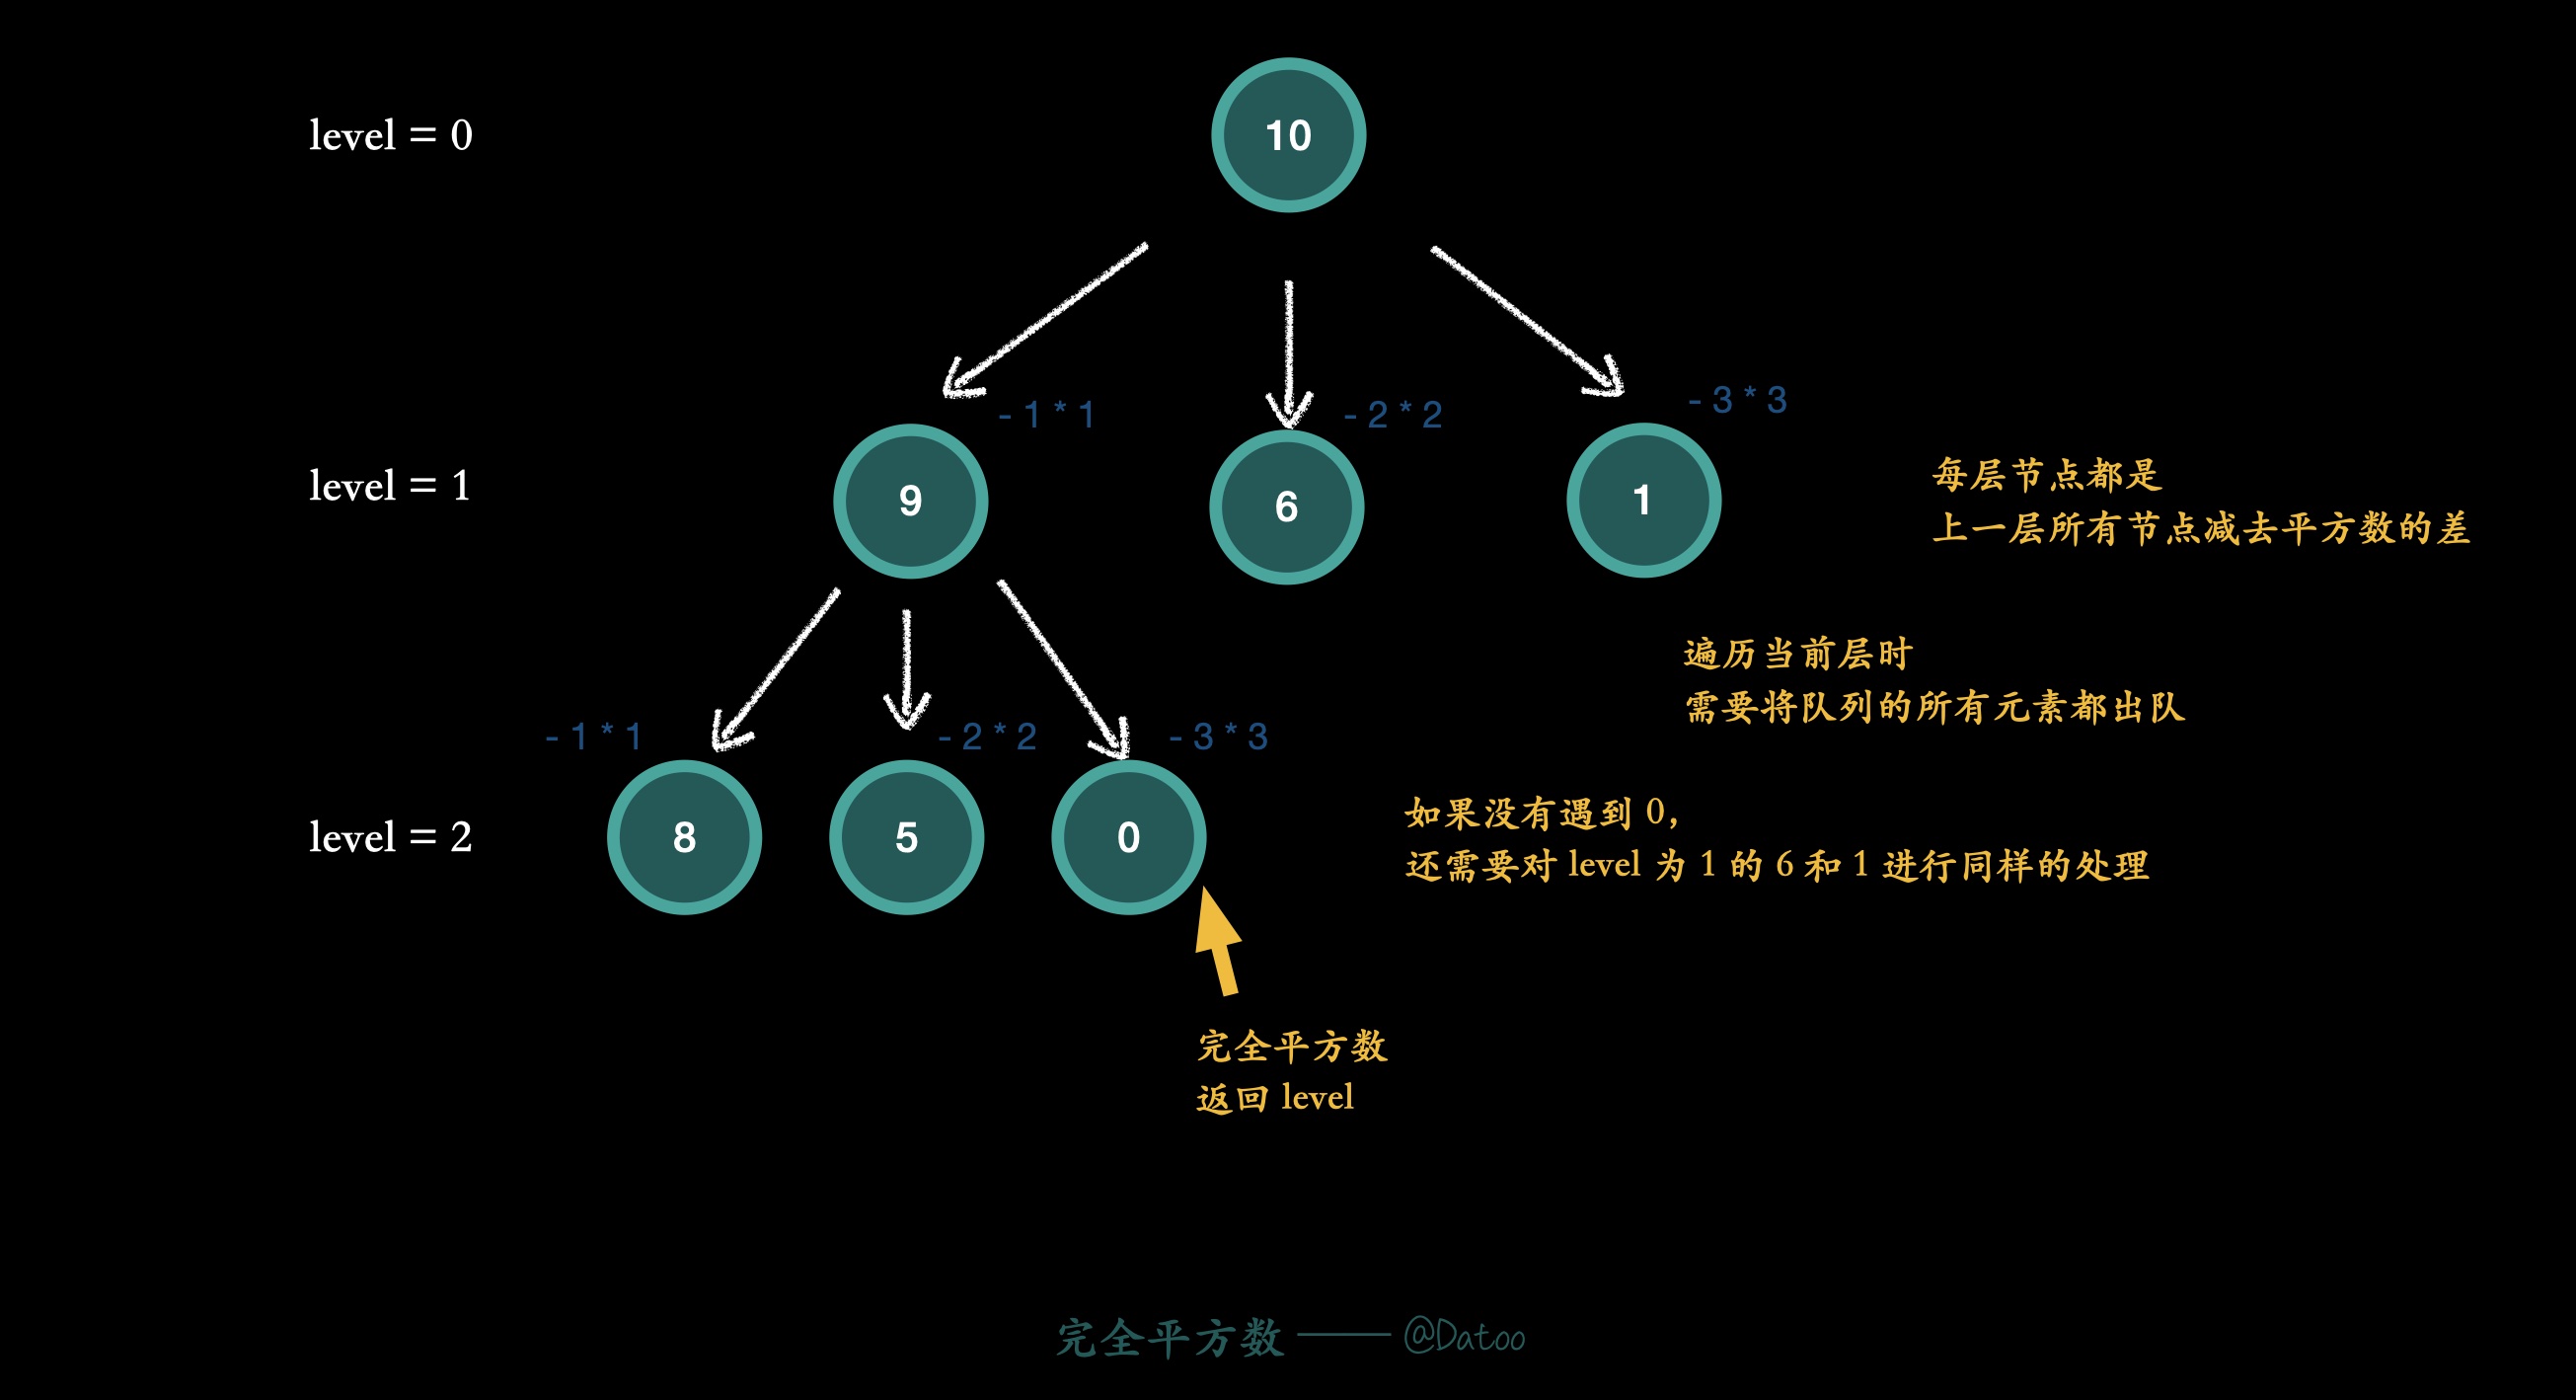 level = 0
10
- 1 * 1
- 2 * 2
- 3 * 3
level = 1
9
6
1
每层节点都是
上一层所有节点减去平方数的差
遍历当前层时
需要将队列的所有元素都出队
- 1 * 1
- 2 * 2
- 3 * 3
level = 2
8
5
0
如果没有遇到 0,
还需要对 level 为 1 的 6 和 1 进行同样的处理
完全平方数
返回 level
完全平方数 —— @Datoo